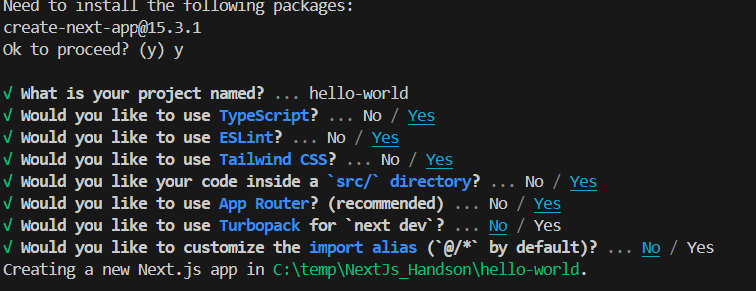 Need to install the following packages:
create-next-app@15.3.1
Ok to proceed? (y) y
√ What is your project named? ... hello-world
√ Would you like to use TypeScript? ... No / Yes
√ Would you like to use ESLint? ... No / Yes
√ Would you like to use Tailwind CSS? ... No / Yes
√ Would you like your code inside a `src/` directory? ... No / Yes
√ Would you like to use App Router? (recommended) ... No / Yes
√ Would you like to use Turbopack for `next dev`? ... No / Yes
√ Would you like to customize the import alias (`@/*` by default)? ... No / Yes
Creating a new Next.js app in C:\temp\NextJs_Handson\hello-world.